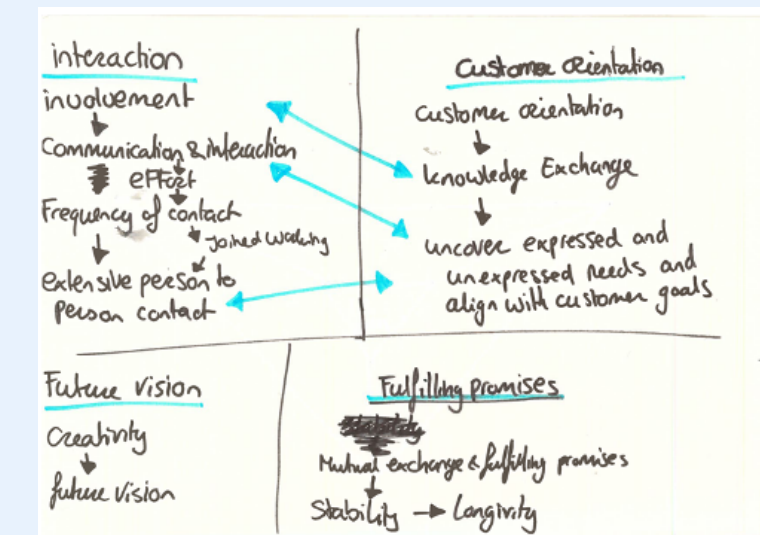 interaction
involvement
Communication & interaction
effort
Frequency of contact
Joined working
extensive person to
person contact
Customer orientation
Customer orientation
knowledge Exchange
uncover expressed and
unexpressed needs and
align with customer goals
Future vision
Creativity
future vision
Fulfilling promises
Mutual exchange & fulfilling promises
Stability → Longivity